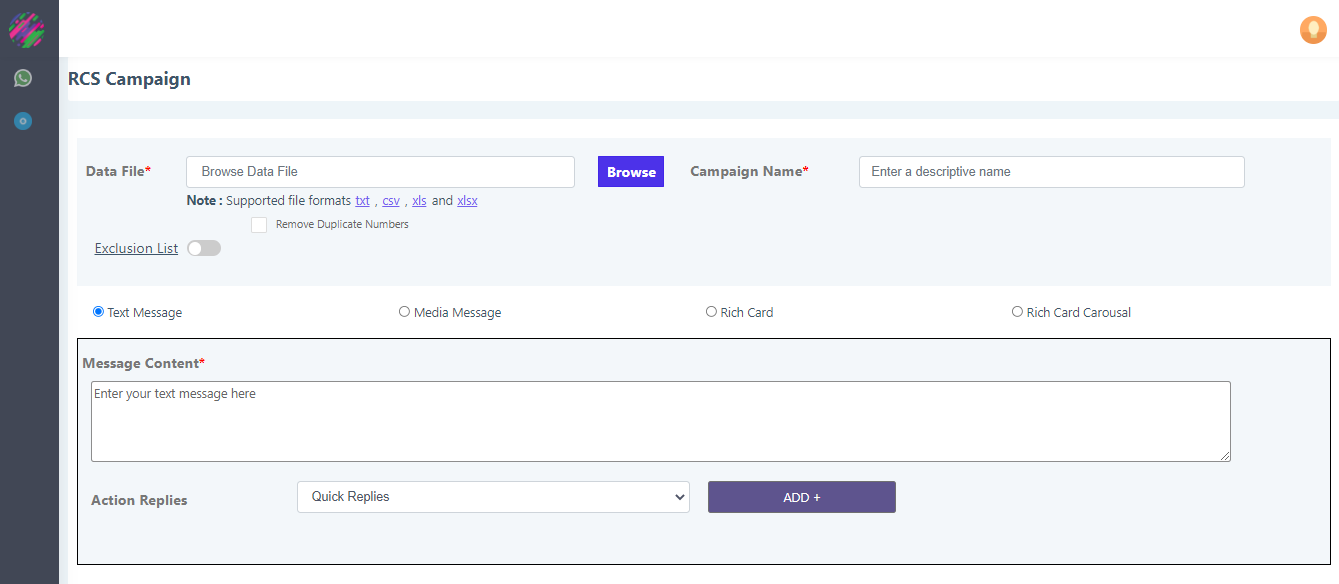 RCS Campaign
Data File* Browse Data File Browse Campaign Name* Enter a descriptive name
Note : Supported file formats txt , csv , xls and xlsx
Remove Duplicate Numbers
Exclusion List
Text Message Media Message Rich Card Rich Card Carousal
Message Content*
Enter your text message here
Action Replies Quick Replies ADD +